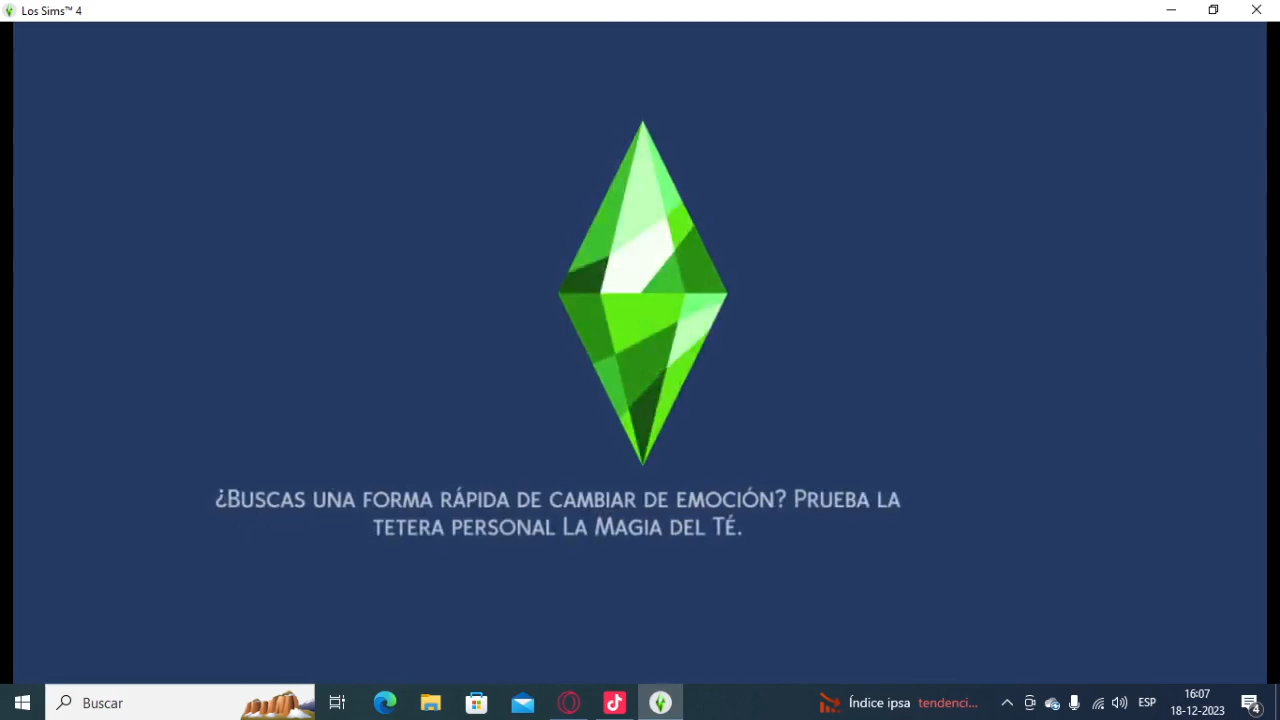 Los Sims™ 4
¿BUSCAS UNA FORMA RÁPIDA DE CAMBIAR DE EMOCIÓN? PRUEBA LA
TETERA PERSONAL LA MAGIA DEL TÉ.
Buscar
Índice ipsa tendenci...
ESP
16:07
18-12-2023
4